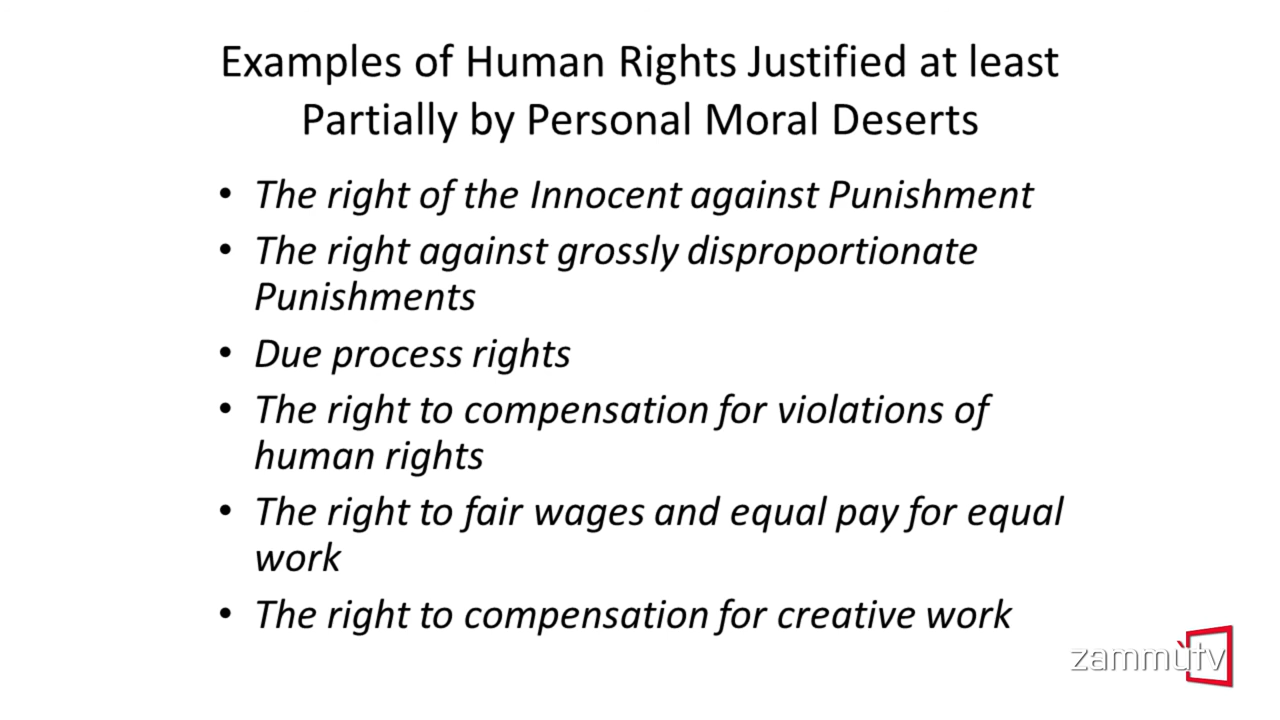 Examples of Human Rights Justified at least
Partially by Personal Moral Deserts
• The right of the Innocent against Punishment
• The right against grossly disproportionate
Punishments
• Due process rights
• The right to compensation for violations of
human rights
• The right to fair wages and equal pay for equal
work
• The right to compensation for creative work
zammùtv